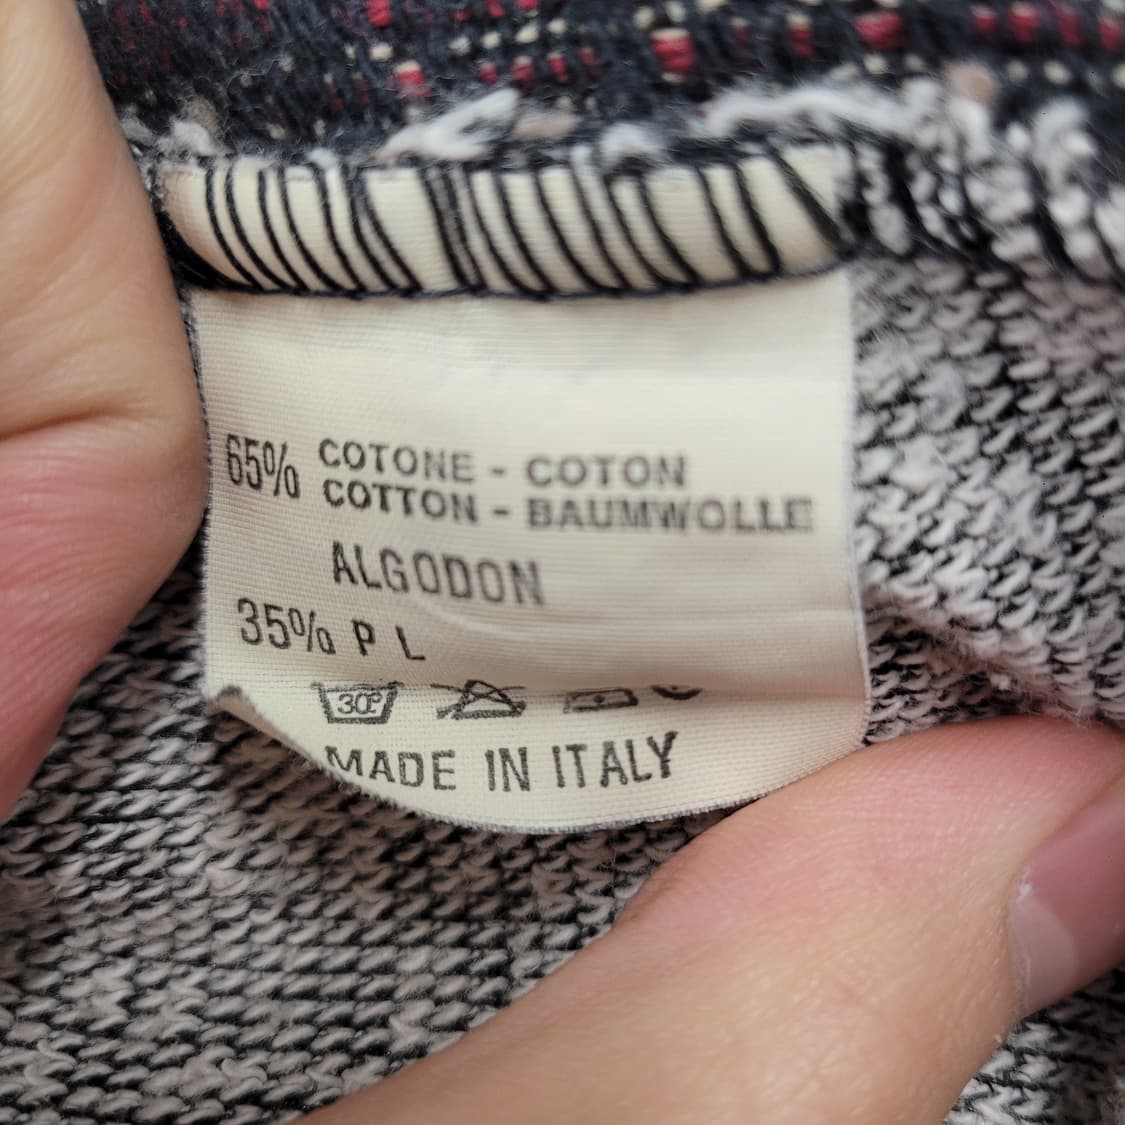 65% COTONE - COTON
COTTON - BAUMWOLLE
ALGODON
35% P L
30°
MADE IN ITALY